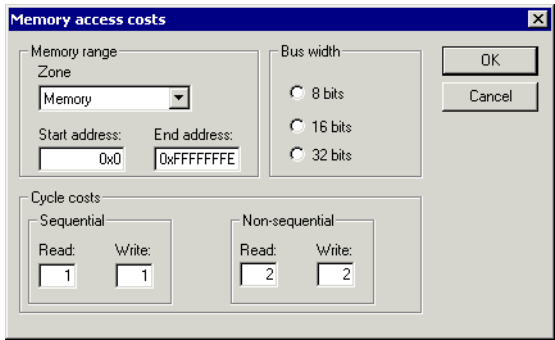 Memory access costs
Memory range
Zone
Memory
Start address: End address:
0x0 0xFFFFFFFE
Bus width
8 bits
16 bits
32 bits
OK
Cancel
Cycle costs
Sequential
Read: Write:
1 1
Non-sequential
Read: Write:
2 2